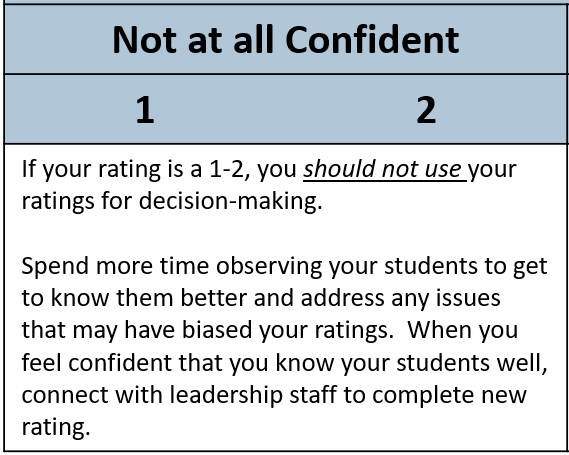 Not at all Confident
1 2
If your rating is a 1-2, you should not use your
ratings for decision-making.
Spend more time observing your students to get
to know them better and address any issues
that may have biased your ratings.  When you
feel confident that you know your students well,
connect with leadership staff to complete new
rating.